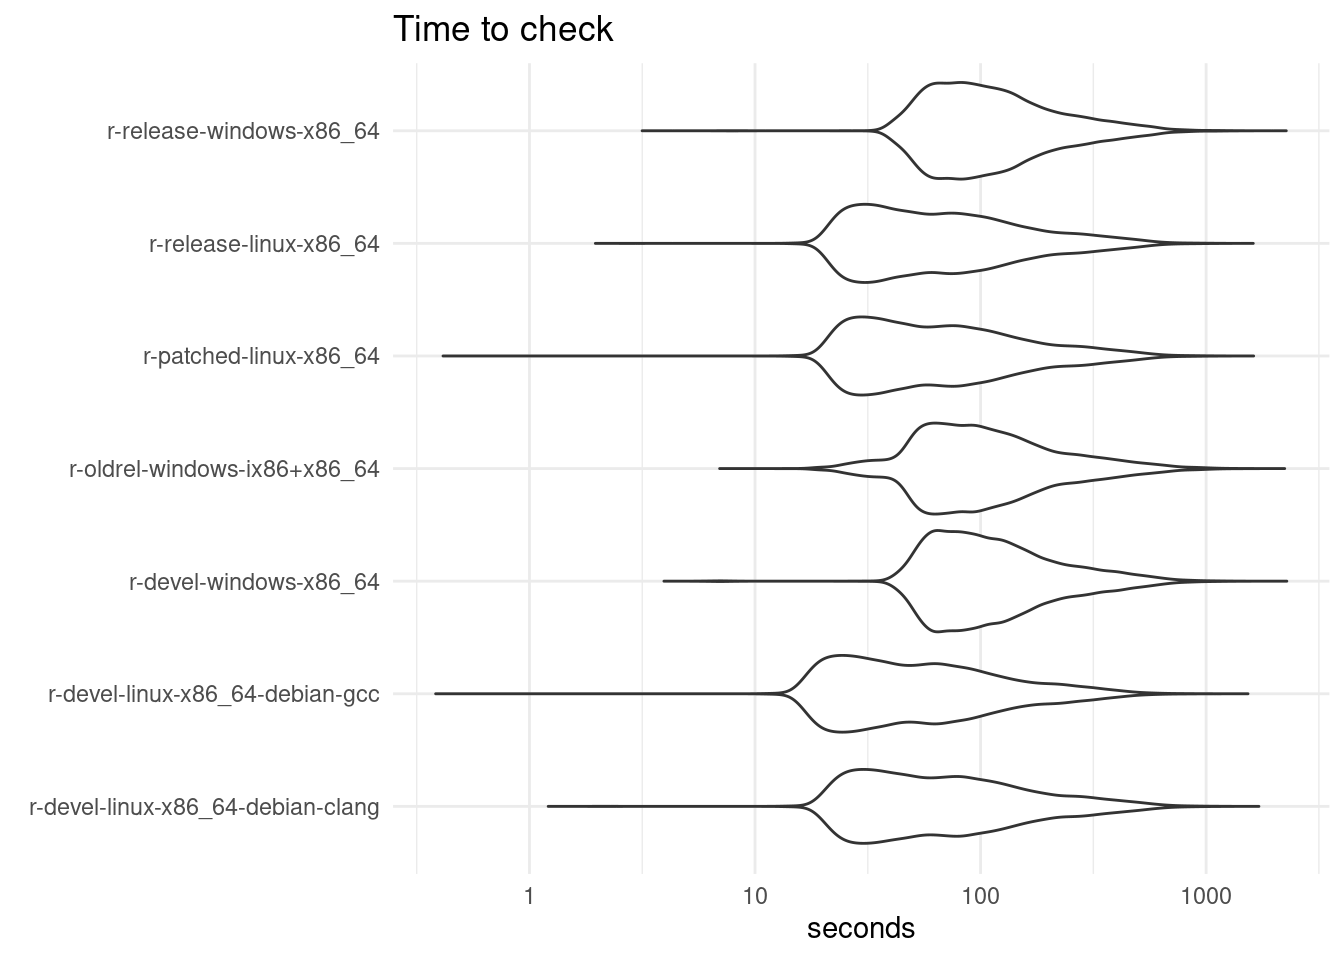 Time to check
r-release-windows-x86_64
r-release-linux-x86_64
r-patched-linux-x86_64
r-oldrel-windows-ix86+x86_64
r-devel-windows-x86_64
r-devel-linux-x86_64-debian-gcc
r-devel-linux-x86_64-debian-clang
1 10 100 1000
seconds